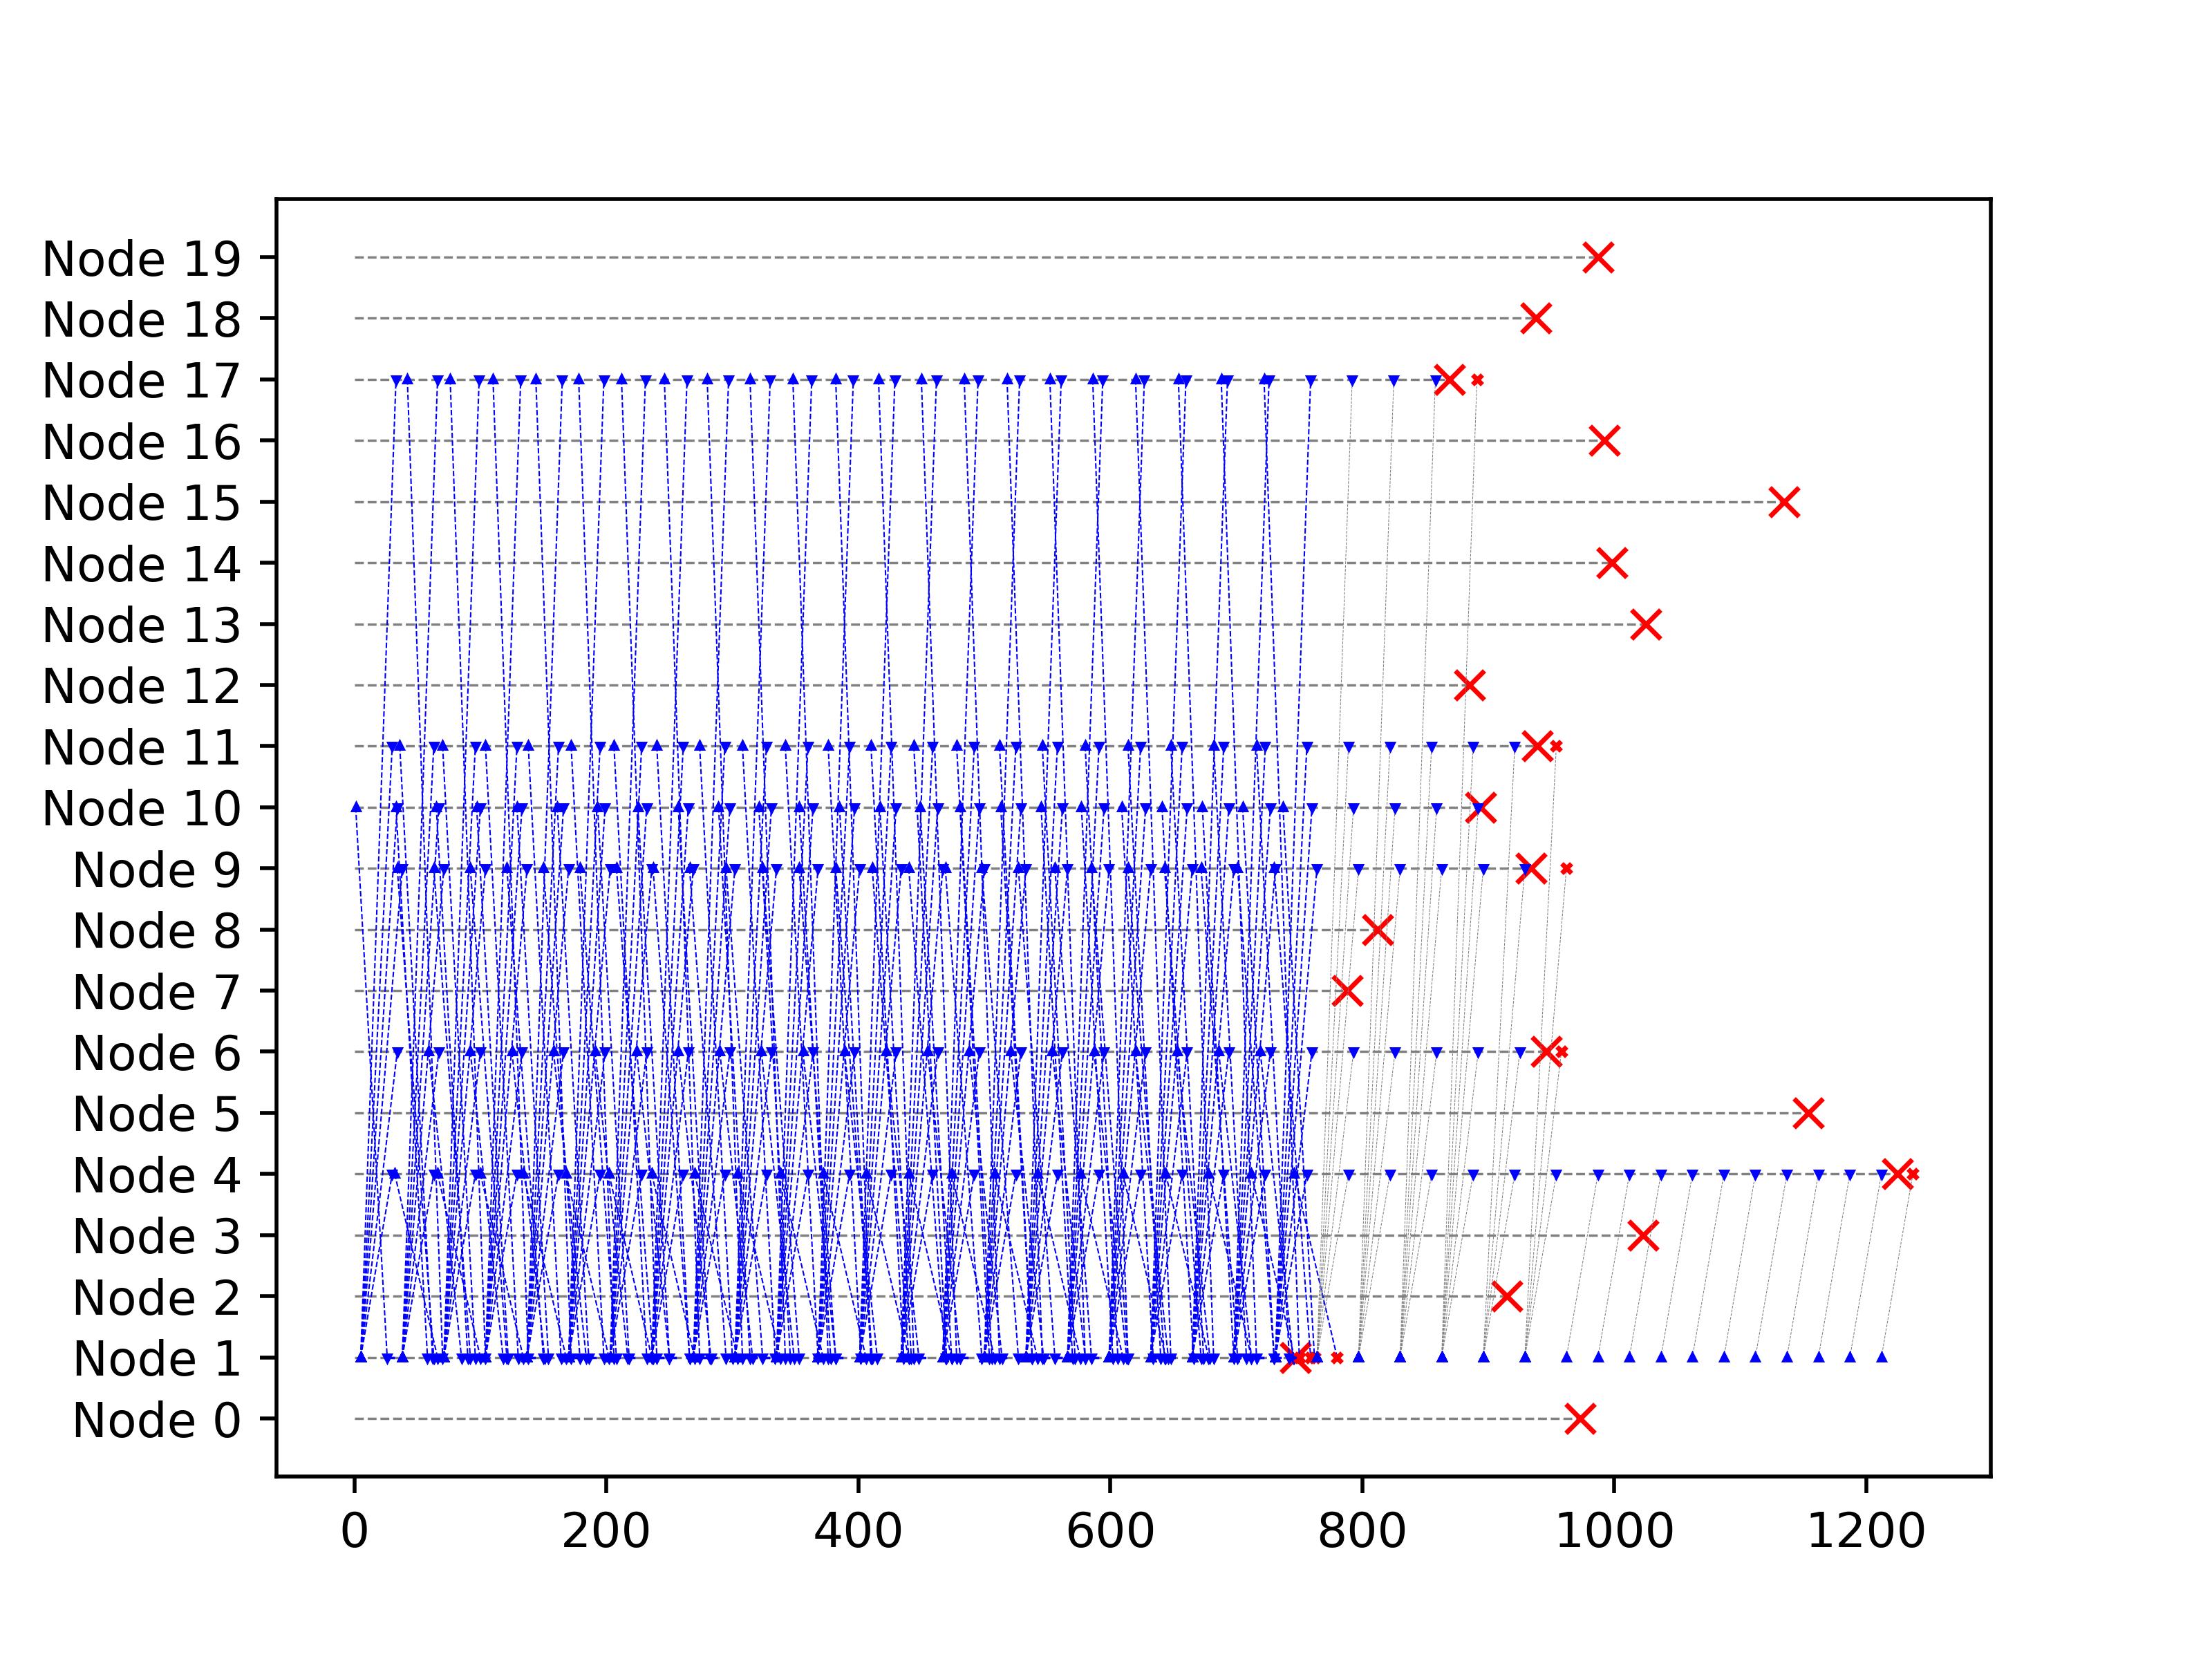 Node 19
Node 18
Node 17
Node 16
Node 15
Node 14
Node 13
Node 12
Node 11
Node 10
Node 9
Node 8
Node 7
Node 6
Node 5
Node 4
Node 3
Node 2
Node 1
Node 0
0 200 400 600 800 1000 1200